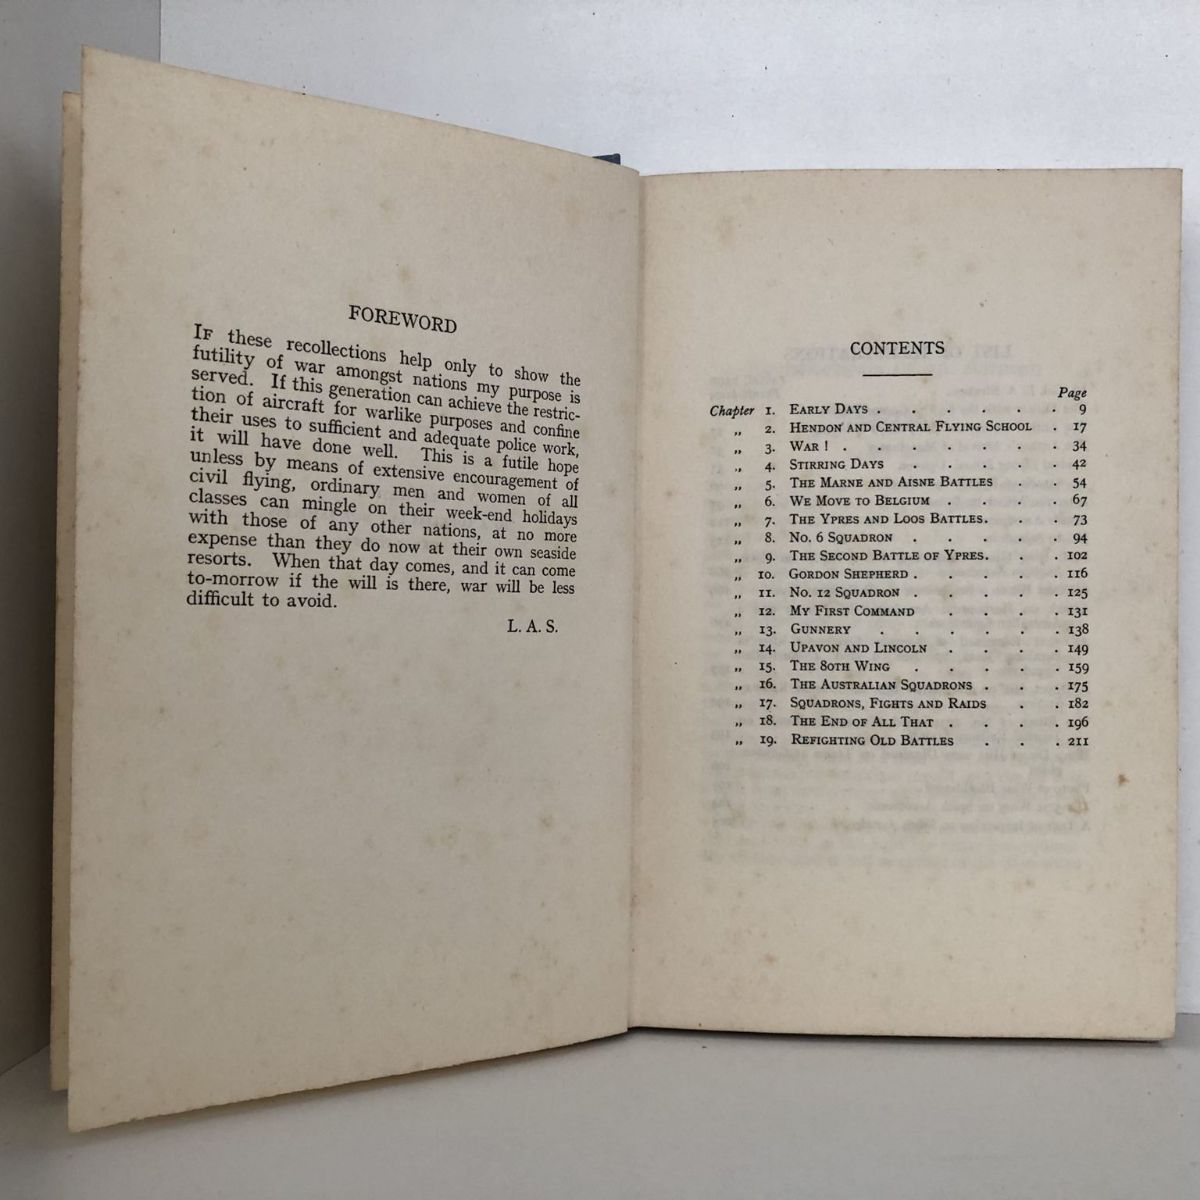 FOREWORD
IF these recollections help only to show the
futility of war amongst nations my purpose is
served. If this generation can achieve the restric-
tion of aircraft for warlike purposes and confine
their uses to sufficient and adequate police work,
it will have done well. This is a futile hope
unless by means of extensive encouragement of
civil flying, ordinary men and women of all
classes can mingle on their week-end holidays
with those of any other nations, at no more
expense than they do now at their own seaside
resorts. When that day comes, and it can come
to-morrow if the will is there, war will be less
difficult to avoid.
L. A. S.
CONTENTS
Page
Chapter 1. EARLY DAYS . . . . . . 9
„ 2. HENDON AND CENTRAL FLYING SCHOOL . 17
„ 3. WAR ! . . . . . . . 34
„ 4. STIRRING DAYS . . . . . 42
„ 5. THE MARNE AND AISNE BATTLES . . 54
„ 6. WE MOVE TO BELGIUM . . . . 67
„ 7. THE YPRES AND LOOS BATTLES . . . 73
„ 8. NO. 6 SQUADRON . . . . . 94
„ 9. THE SECOND BATTLE OF YPRES . . . 102
„ 10. GORDON SHEPHERD . . . . . 116
„ 11. NO. 12 SQUADRON . . . . . 125
„ 12. MY FIRST COMMAND . . . . 131
„ 13. GUNNERY . . . . . . 138
„ 14. UPAVON AND LINCOLN . . . . 149
„ 15. THE 80TH WING . . . . . 159
„ 16. THE AUSTRALIAN SQUADRONS . . . 175
„ 17. SQUADRONS, FIGHTS AND RAIDS . . 182
„ 18. THE END OF ALL THAT . . . . 196
„ 19. REFIGHTING OLD BATTLES . . . 211